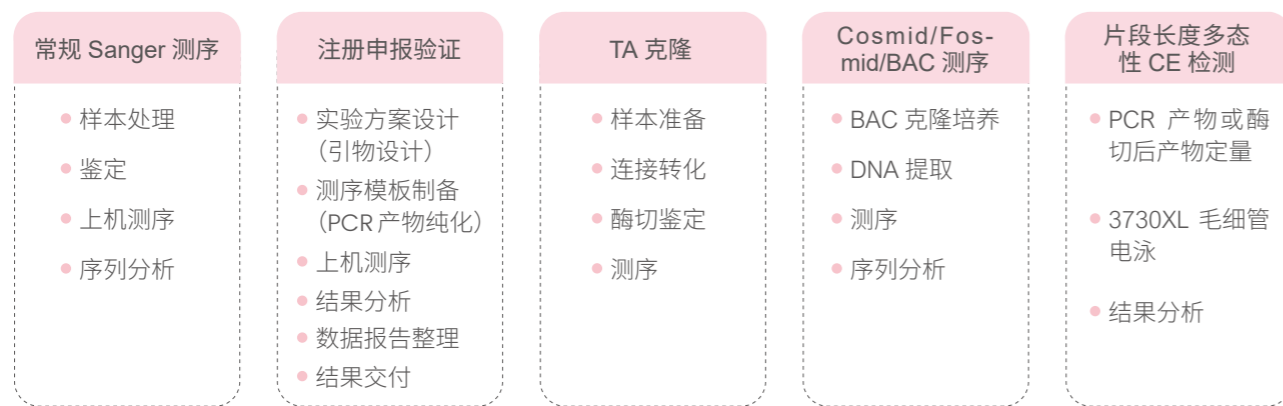 常规 Sanger 测序
样本处理
鉴定
上机测序
序列分析
注册申报验证
实验方案设计
（引物设计）
测序模板制备
（PCR 产物纯化）
上机测序
结果分析
数据报告整理
结果交付
TA 克隆
样本准备
连接转化
酶切鉴定
测序
Cosmid/Fos-
mid/BAC 测序
BAC 克隆培养
DNA 提取
测序
序列分析
片段长度多态
性 CE 检测
PCR 产物或酶
切后产物定量
3730XL 毛细管
电泳
结果分析